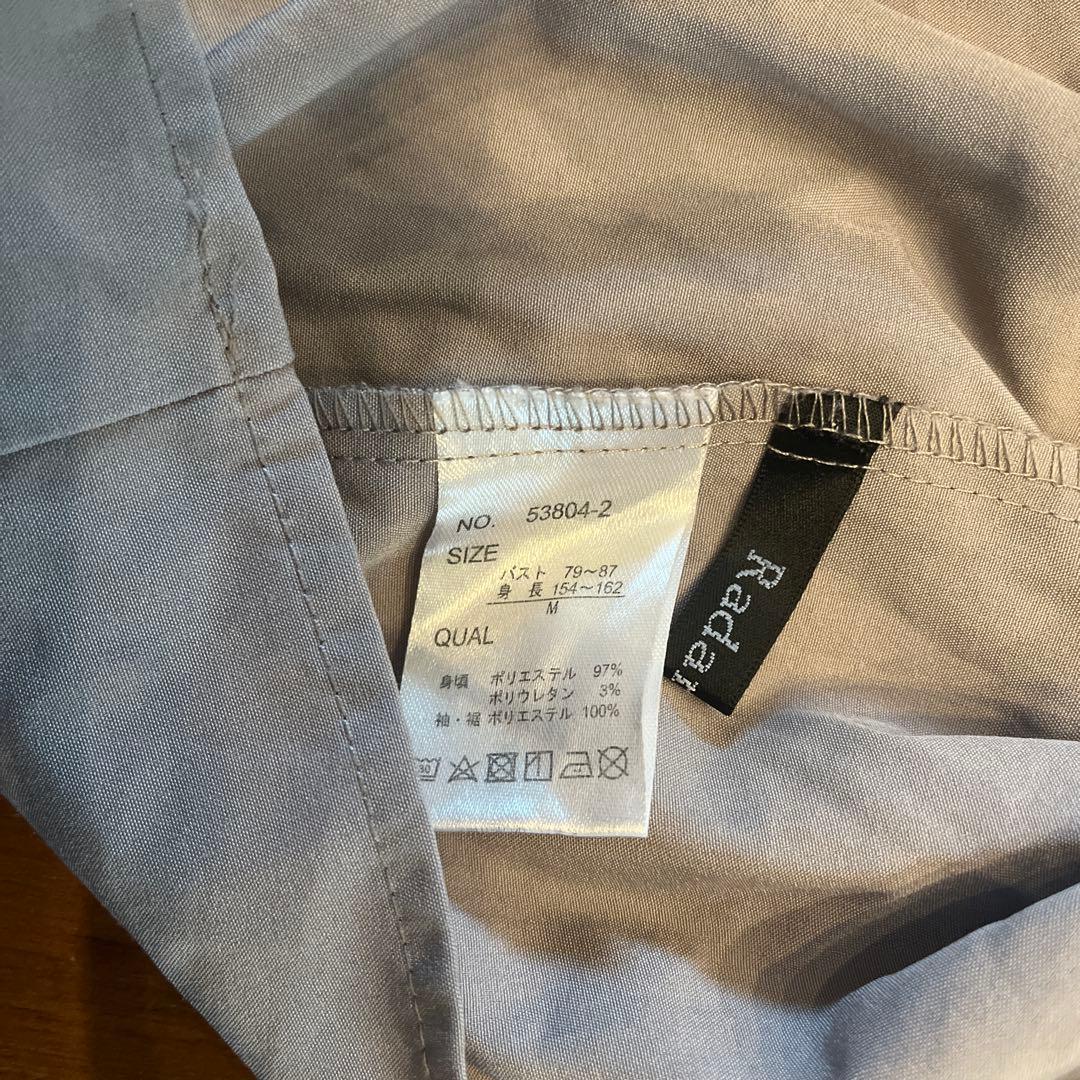 NO. 53804-2
SIZE
バスト 79～87
身 長 154～162
M
QUAL
身頃 ポリエステル 97%
ポリウレタン 3%
袖・裾 ポリエステル 100%
Radar